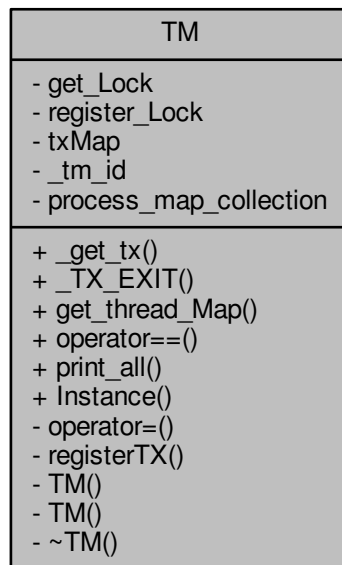 TM
- get_Lock
- register_Lock
- txMap
- _tm_id
- process_map_collection
+ _get_tx()
+ _TX_EXIT()
+ get_thread_Map()
+ operator==()
+ print_all()
+ Instance()
- operator=()
- registerTX()
- TM()
- TM()
- ~TM()